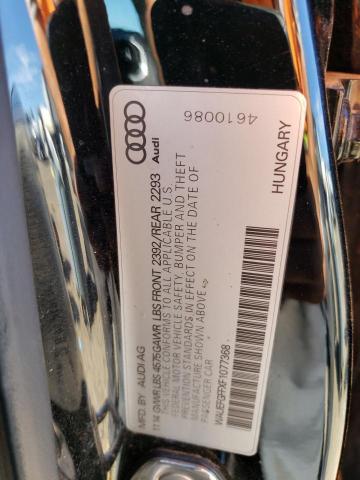 4610086
Audi
HUNGARY
MFD. BY AUDI AG
11.14 GVWR LBS 4575 GAWR LBS FRONT 2392/REAR 2293
THIS VEHICLE CONFORMS TO ALL APPLICABLE U.S.
FEDERAL MOTOR VEHICLE SAFETY, BUMPER AND THEFT
PREVENTION STANDARDS IN EFFECT ON THE DATE OF
MANUFACTURE SHOWN ABOVE
PASSENGER CAR
WAUEFGFFXF1077368